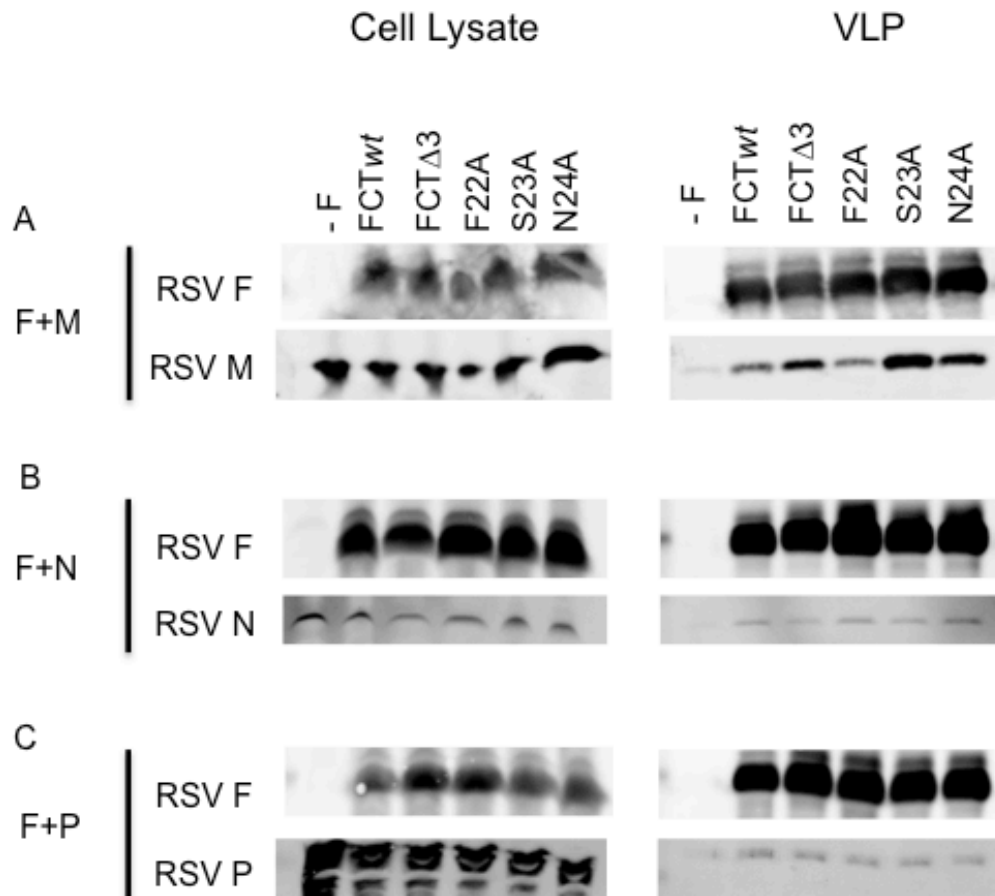 Cell Lysate VLP
- F FCTwt FCTΔ3 F22A S23A N24A - F FCTwt FCTΔ3 F22A S23A N24A
A
RSV F
F+M
RSV M
B
RSV F
F+N
RSV N
C
RSV F
F+P
RSV P